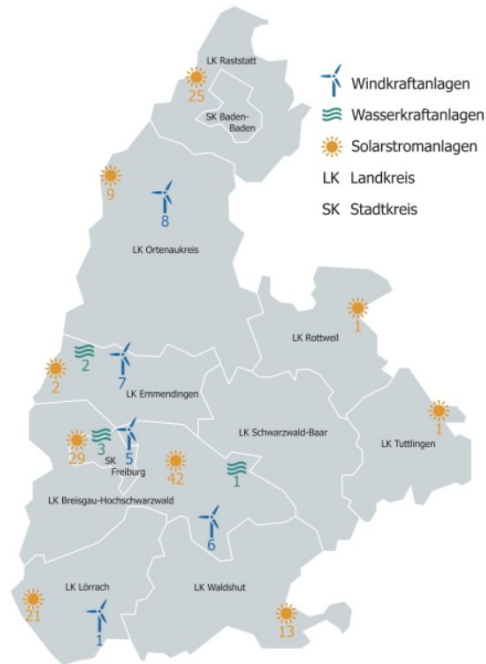 LK Raststatt
25
SK Baden-
Baden
Windkraftanlagen
Wasserkraftanlagen
Solarstromanlagen
LK Landkreis
SK Stadtkreis
9
8
LK Ortenaukreis
1
LK Rottweil
2
2
7
LK Emmendingen
1
LK Schwarzwald-Baar
LK Tuttlingen
29
3
5
SK
Freiburg
42
1
LK Breisgau-Hochschwarzwald
6
LK Lörrach
LK Waldshut
21
1
13